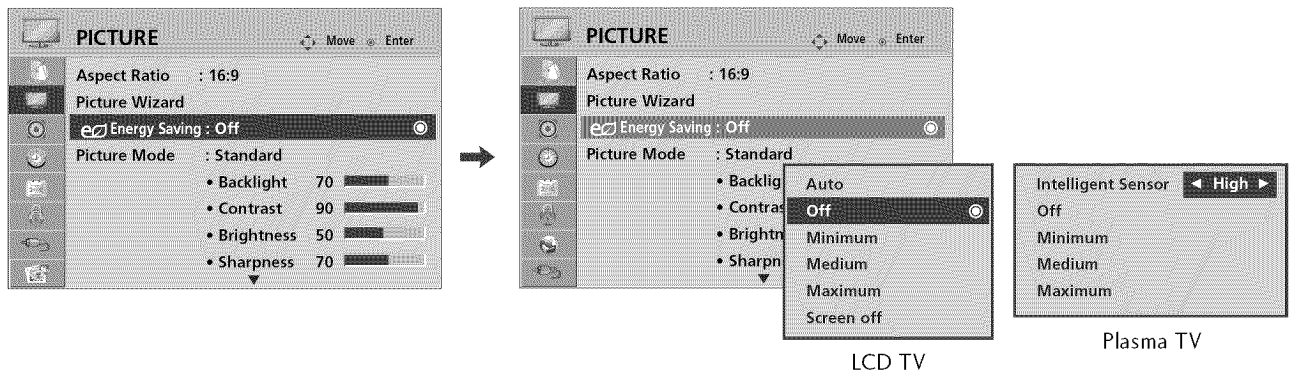 PICTURE Move Enter
Aspect Ratio : 16:9
Picture Wizard
e Energy Saving : Off
Picture Mode : Standard
• Backlight 70
• Contrast 90
• Brightness 50
• Sharpness 70
PICTURE Move Enter
Aspect Ratio : 16:9
Picture Wizard
e Energy Saving : Off
Picture Mode : Standard
• Backlig
• Contras
• Brightn
• Sharpn
Auto
Off
Minimum
Medium
Maximum
Screen off
LCD TV
Intelligent Sensor ◄ High ►
Off
Minimum
Medium
Maximum
Plasma TV